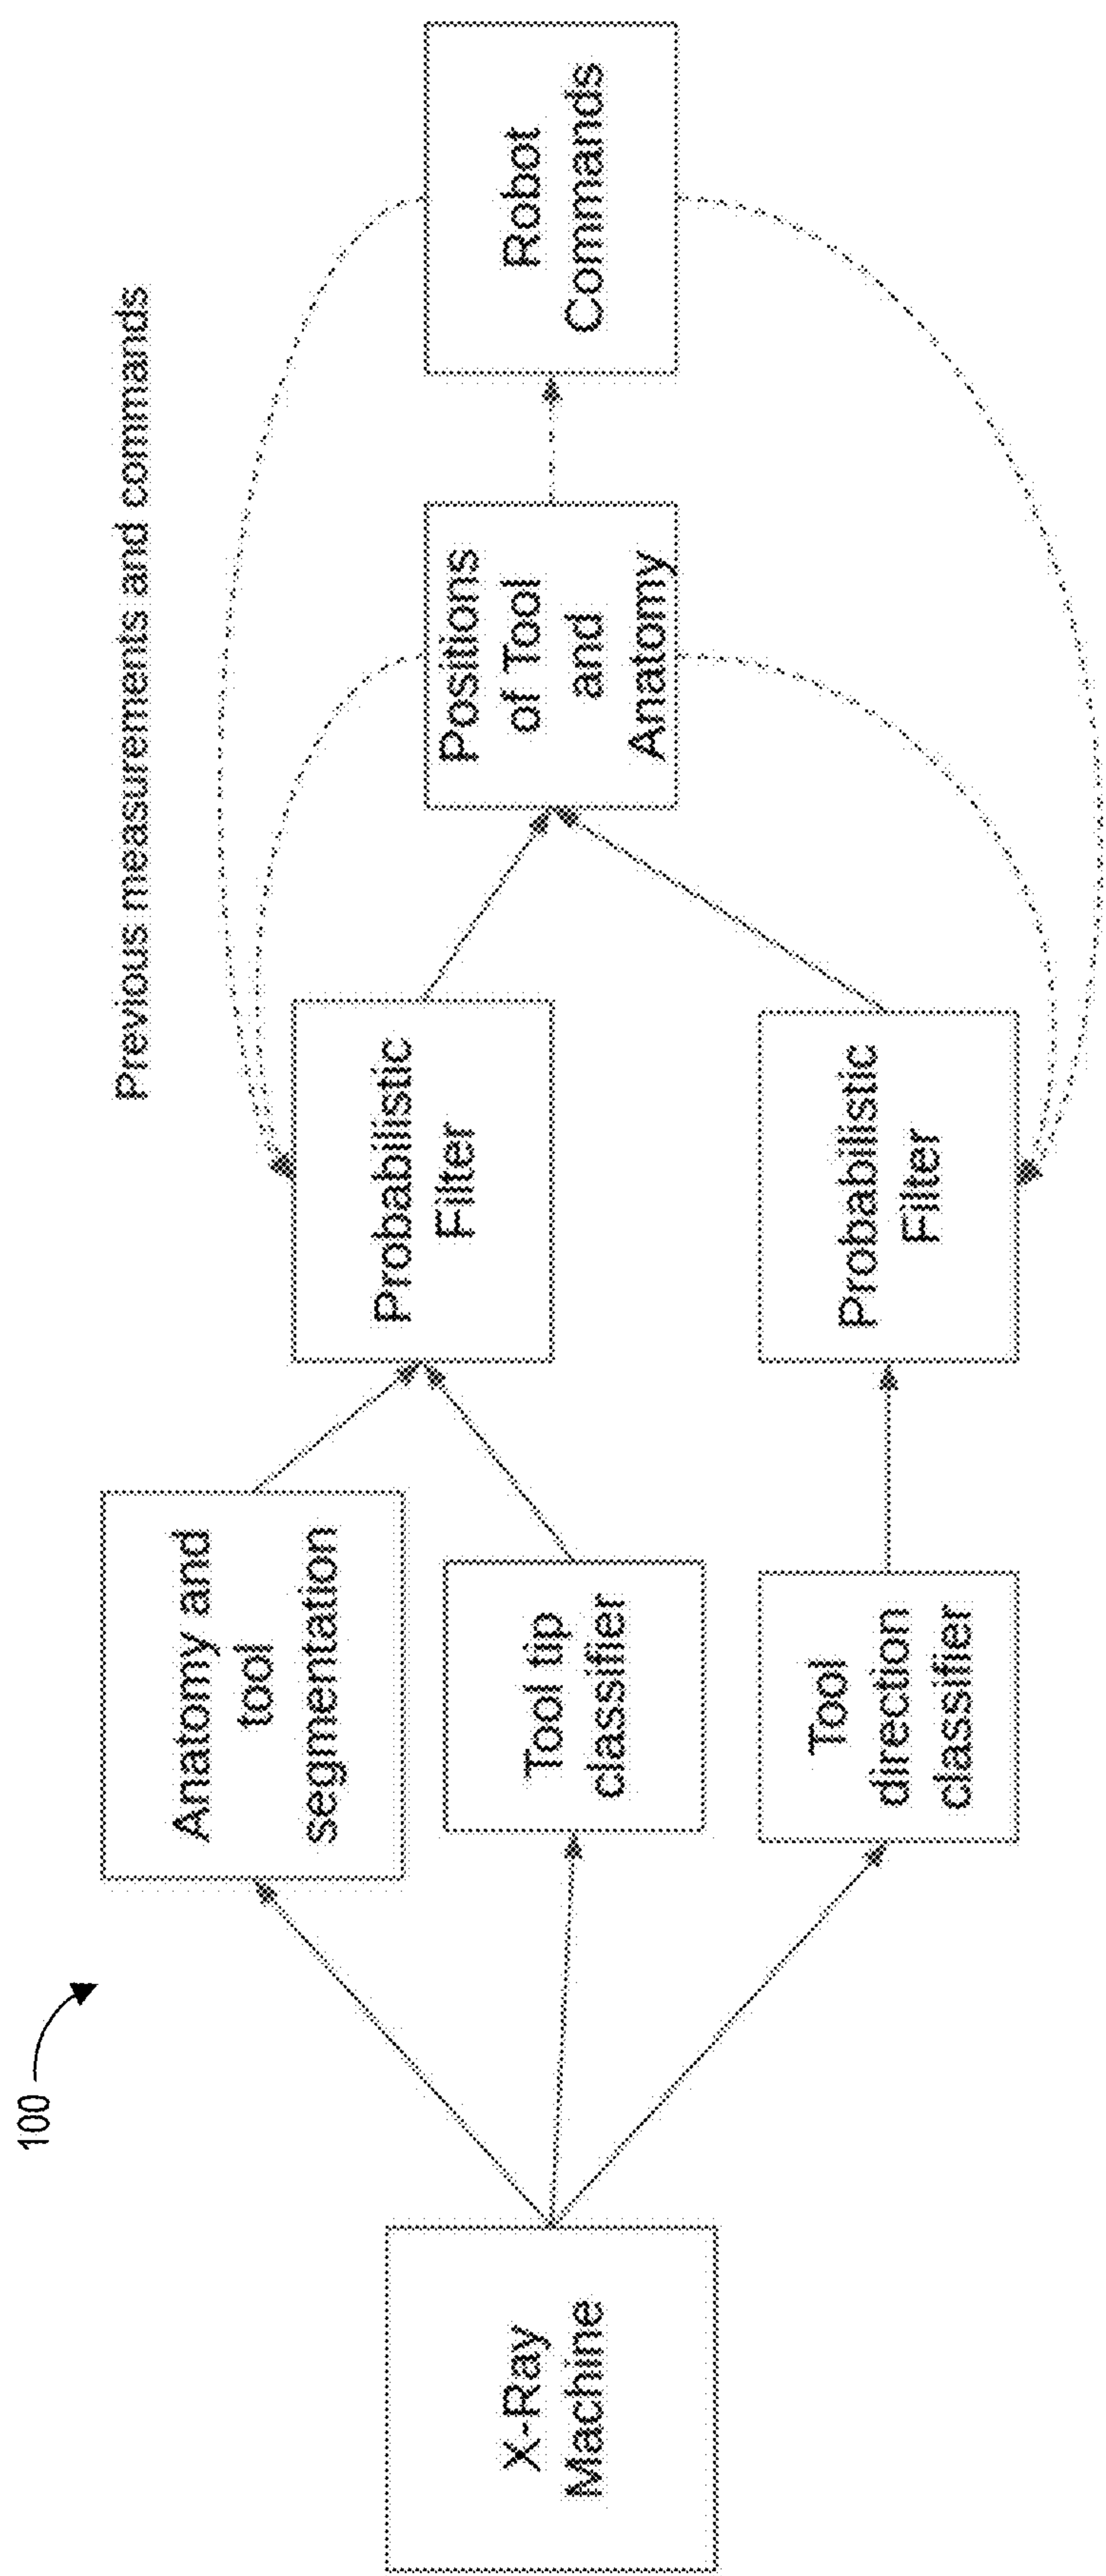 100
Previous measurements and commands
X-Ray
Machine
Anatomy and
tool
segmentation
Tool tip
classifier
Tool
direction
classifier
Probabilistic
Filter
Probabilistic
Filter
Positions
of Tool
and
Anatomy
Robot
Commands